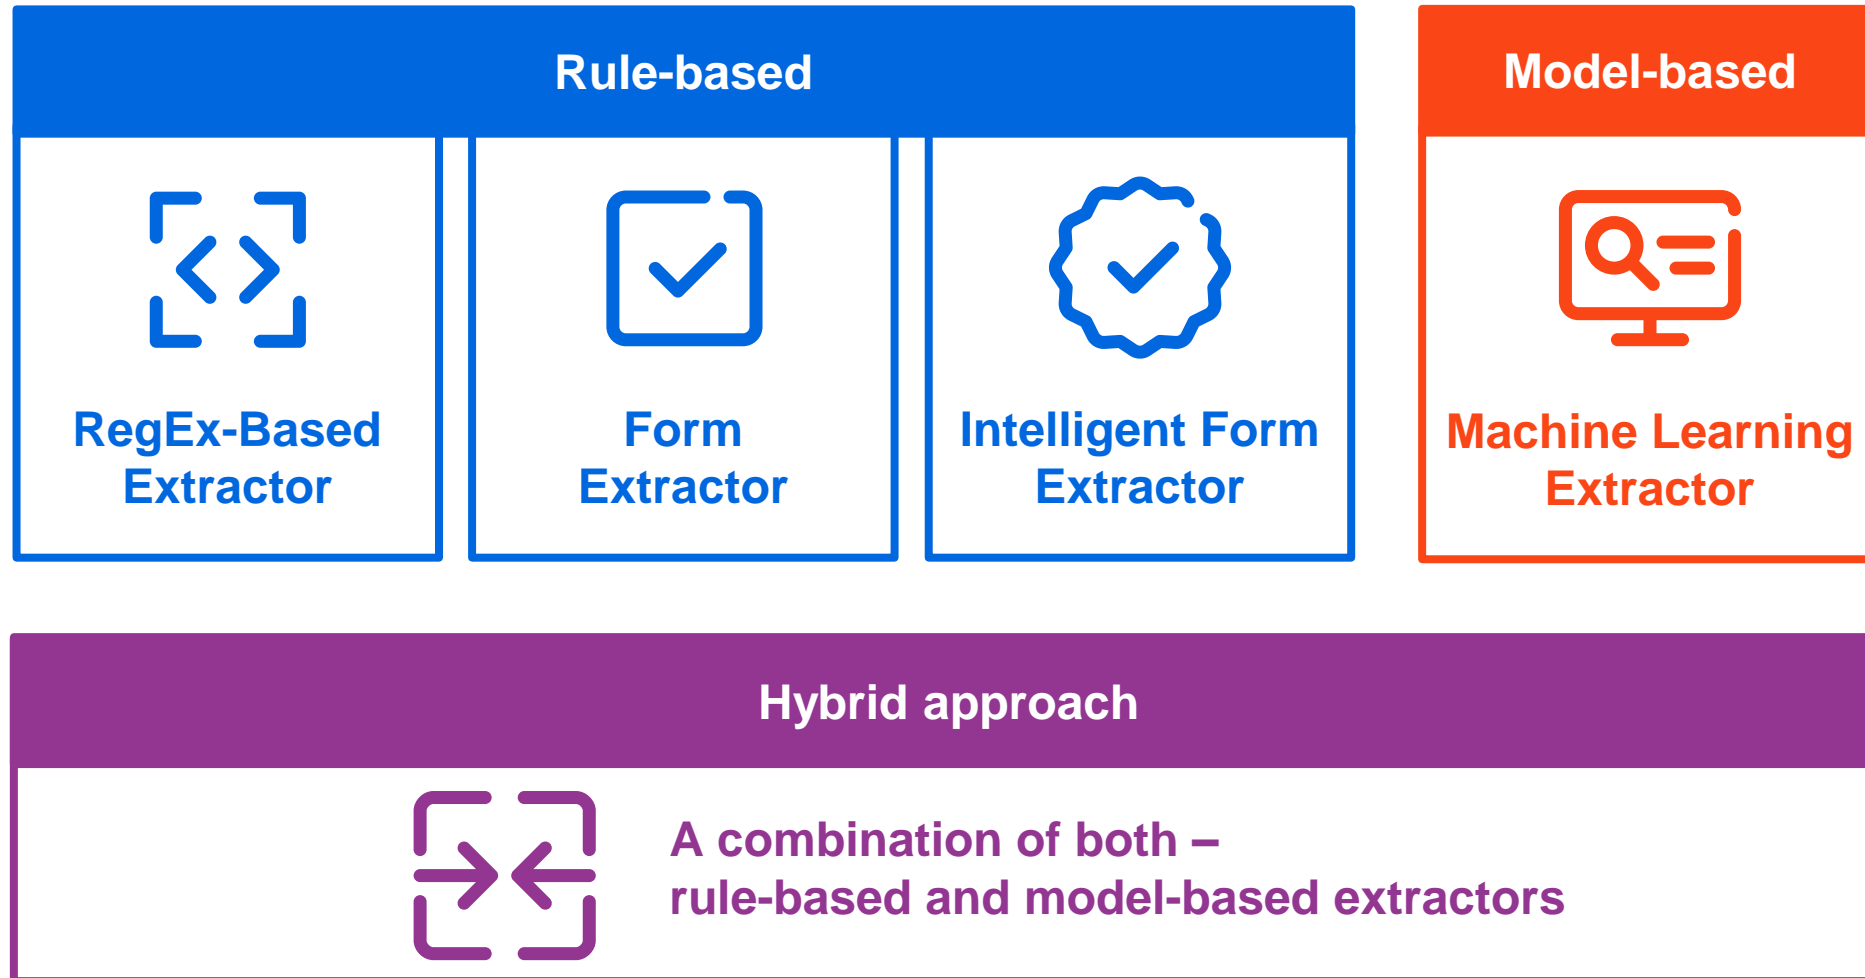 Rule-based
Model-based
RegEx-Based
Extractor
Form
Extractor
Intelligent Form
Extractor
Machine Learning
Extractor
Hybrid approach
A combination of both –
rule-based and model-based extractors